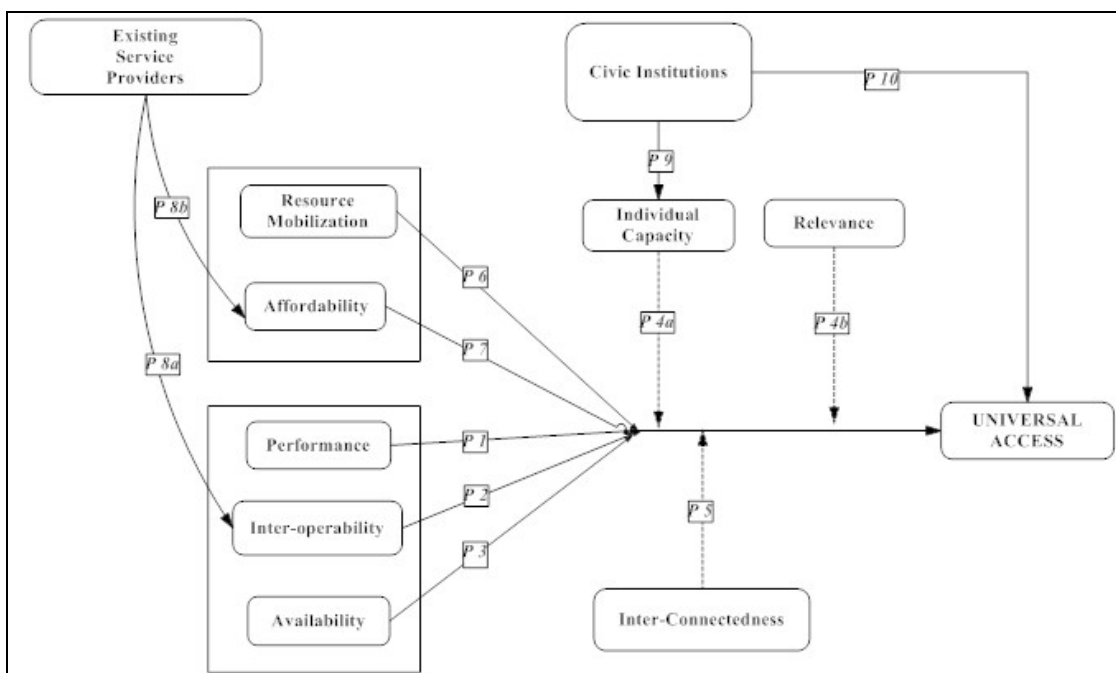 Existing
Service
Providers
Civic Institutions
P 10
P 9
P 8b
Resource
Mobilization
Individual
Capacity
Relevance
P 6
Affordability
P 4a
P 4b
P 7
P 8a
Performance
P 1
UNIVERSAL
ACCESS
P 2
Inter-operability
P 5
P 3
Availability
Inter-Connectedness